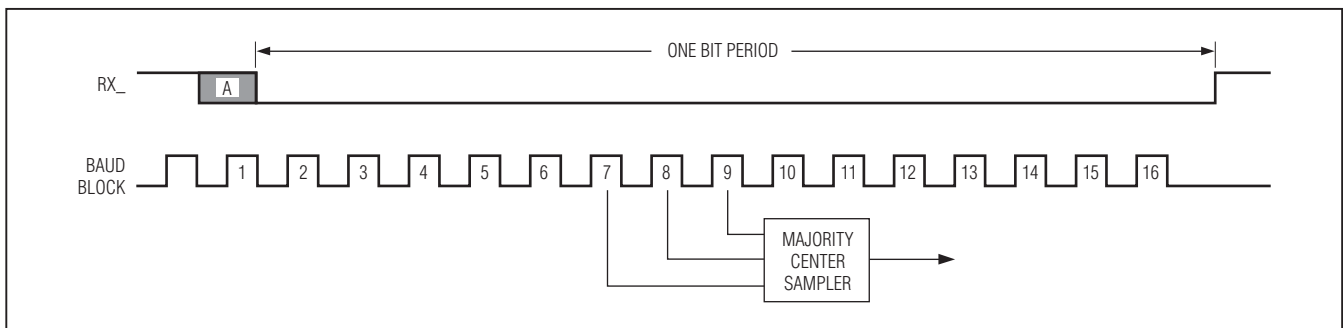 ONE BIT PERIOD
RX_
A
BAUD
BLOCK
1 2 3 4 5 6 7 8 9 10 11 12 13 14 15 16
MAJORITY
CENTER
SAMPLER